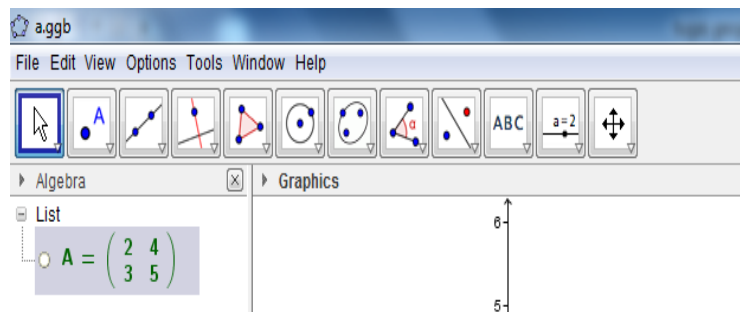 a.ggb
File Edit View Options Tools Window Help
A α ABC a=2
Algebra Graphics
List
A = ( 2 4
3 5 )
6
5